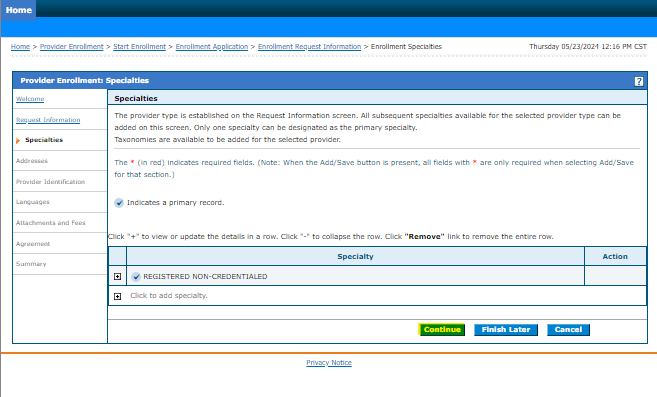 Home
Home > Provider Enrollment > Start Enrollment > Enrollment Application > Enrollment Request Information > Enrollment Specialties
Thursday 05/23/2024 12:16 PM CST
Provider Enrollment: Specialties
?
Welcome
Request Information
Specialties
Addresses
Provider Identification
Languages
Attachments and Fees
Agreement
Summary
Specialties
The provider type is established on the Request Information screen. All subsequent specialties available for the selected provider type can be
added on this screen. Only one specialty can be designated as the primary specialty.
Taxonomies are available to be added for the selected provider.
The * (in red) indicates required fields. (Note: When the Add/Save button is present, all fields with * are only required when selecting Add/Save
for that section.)
Indicates a primary record.
Click "+" to view or update the details in a row. Click "-" to collapse the row. Click "Remove" link to remove the entire row.
Specialty Action
+ REGISTERED NON-CREDENTIALED
+ Click to add specialty.
Continue Finish Later Cancel
Privacy Notice